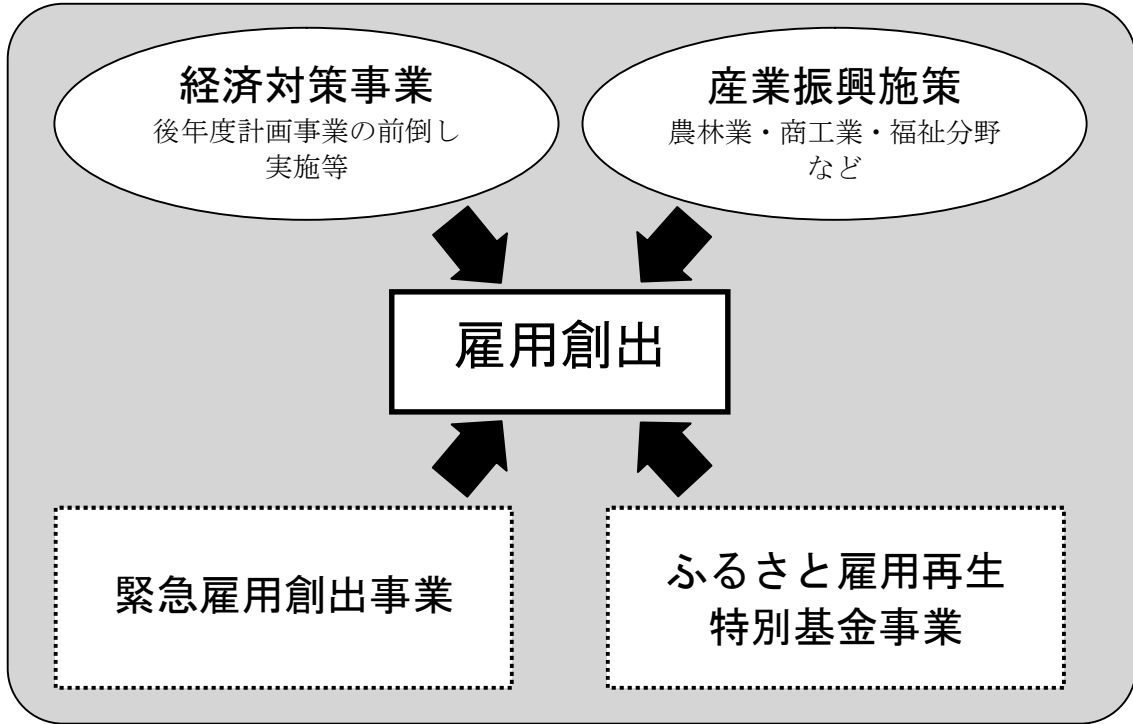 経済対策事業
後年度計画事業の前倒し
実施等
産業振興施策
農林業・商工業・福祉分野
など
雇用創出
緊急雇用創出事業
ふるさと雇用再生
特別基金事業